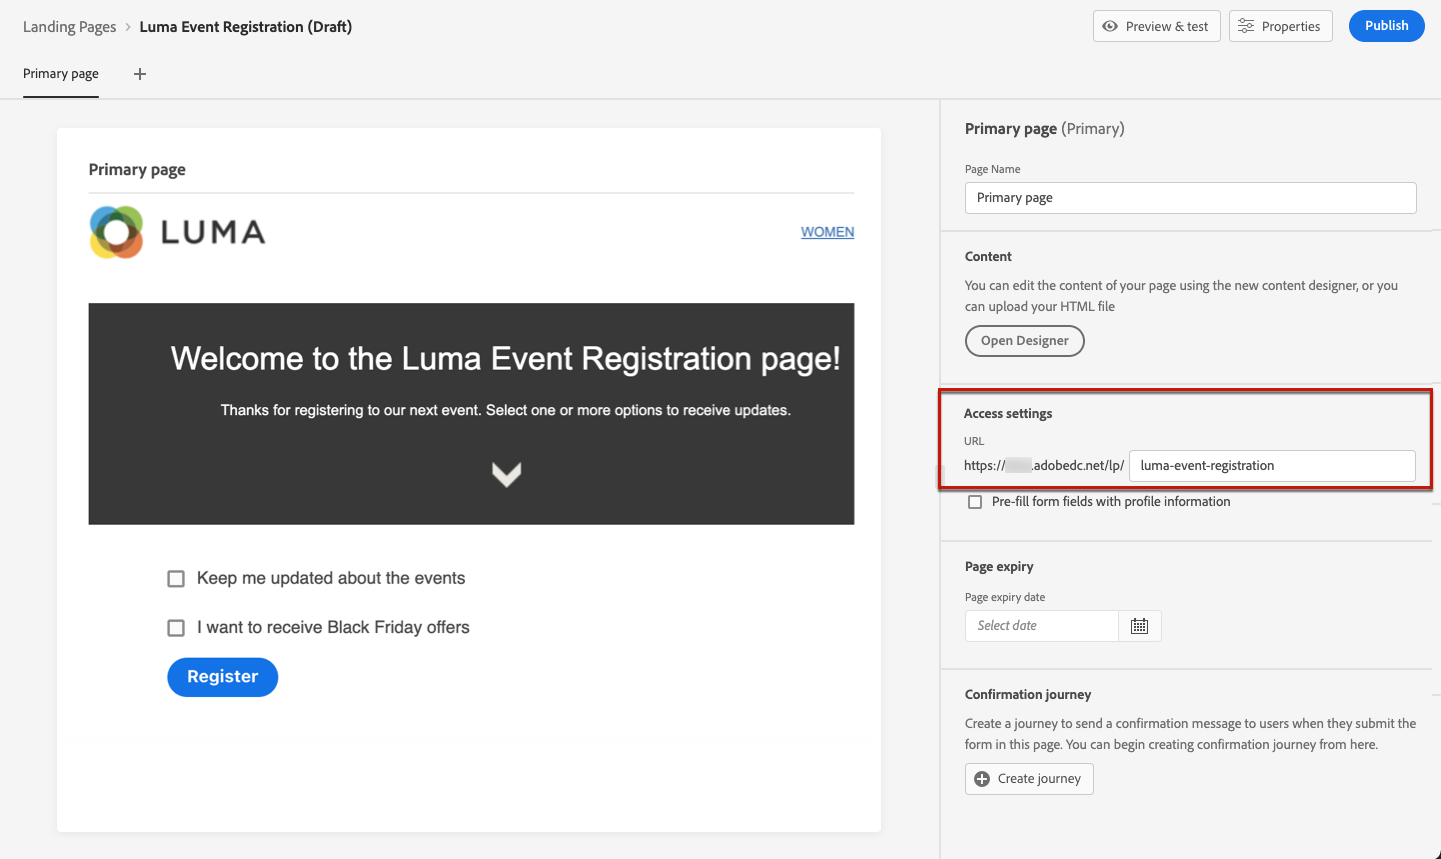 Landing Pages > Luma Event Registration (Draft)
Preview & test
Properties
Publish
Primary page
Primary page
LUMA
WOMEN
Welcome to the Luma Event Registration page!
Thanks for registering to our next event. Select one or more options to receive updates.
Keep me updated about the events
I want to receive Black Friday offers
Register
Primary page (Primary)
Page Name
Primary page
Content
You can edit the content of your page using the new content designer, or you
can upload your HTML file
Open Designer
Access settings
URL
https:// .adobedc.net/lp/ luma-event-registration
Pre-fill form fields with profile information
Page expiry
Page expiry date
Select date
Confirmation journey
Create a journey to send a confirmation message to users when they submit the
form in this page. You can begin creating confirmation journey from here.
Create journey